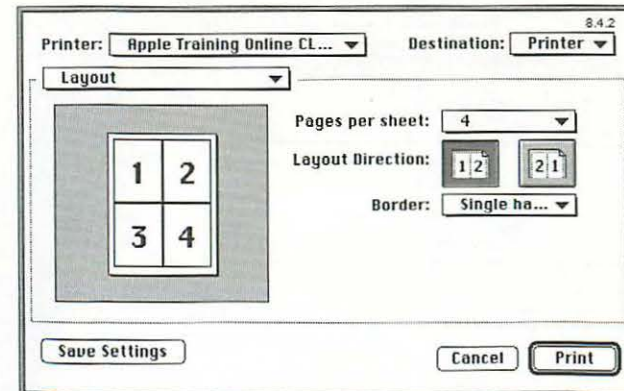 8.4.2
Printer: Apple Training Online CL... Destination: Printer
Layout
Pages per sheet: 4
Layout Direction: 1 2 2 1
Border: Single ha...
1 2
3 4
Save Settings Cancel Print